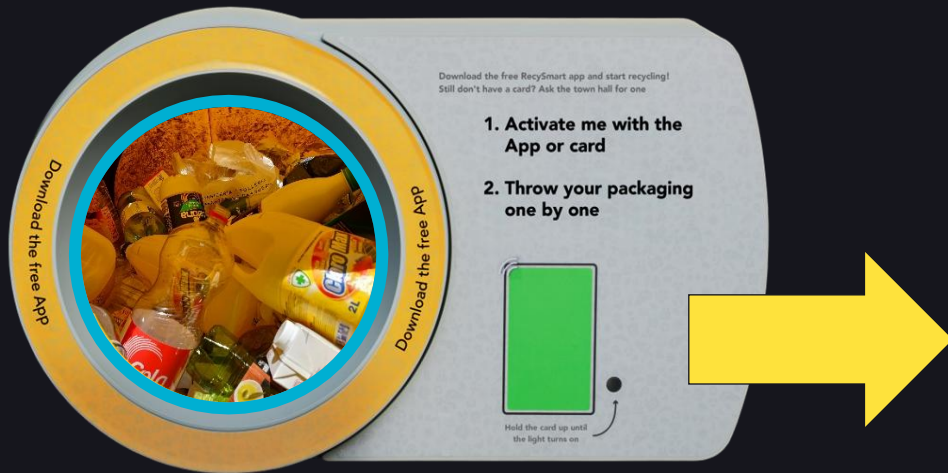 Download the free RecySmart app and start recycling!
Still don't have a card? Ask the town hall for one
1. Activate me with the
App or card
2. Throw your packaging
one by one
Download the free App
Download the free App
Cola
2L
Hold the card up until
the light turns on